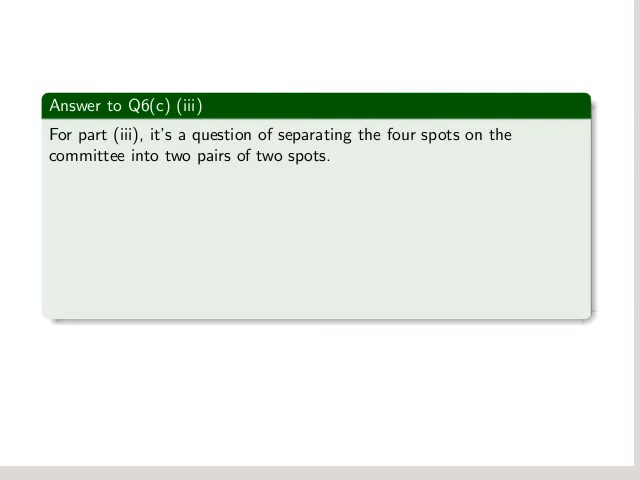 Answer to Q6(c) (iii)
For part (iii), it's a question of separating the four spots on the
committee into two pairs of two spots.